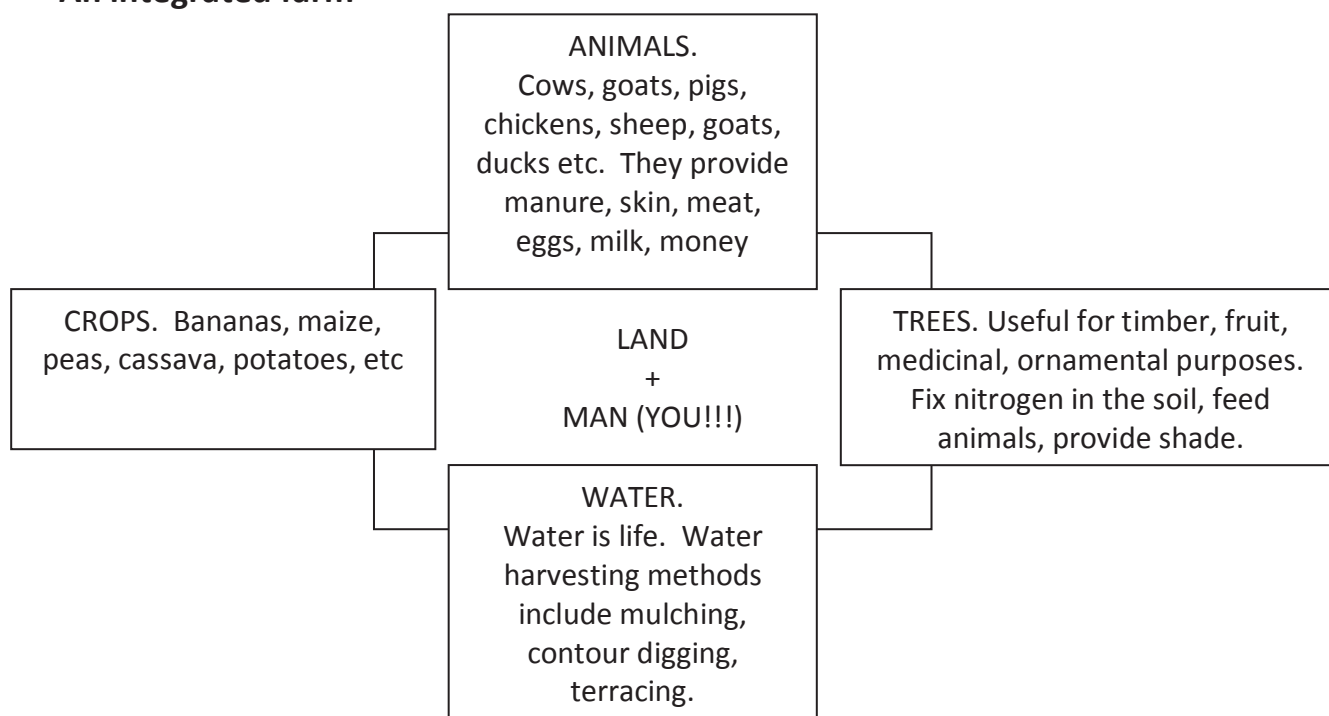 ANIMALS.
Cows, goats, pigs,
chickens, sheep, goats,
ducks etc.  They provide
manure, skin, meat,
eggs, milk, money
CROPS.  Bananas, maize,
peas, cassava, potatoes, etc
LAND
+
MAN (YOU!!!)
TREES. Useful for timber, fruit,
medicinal, ornamental purposes.
Fix nitrogen in the soil, feed
animals, provide shade.
WATER.
Water is life.  Water
harvesting methods
include mulching,
contour digging,
terracing.